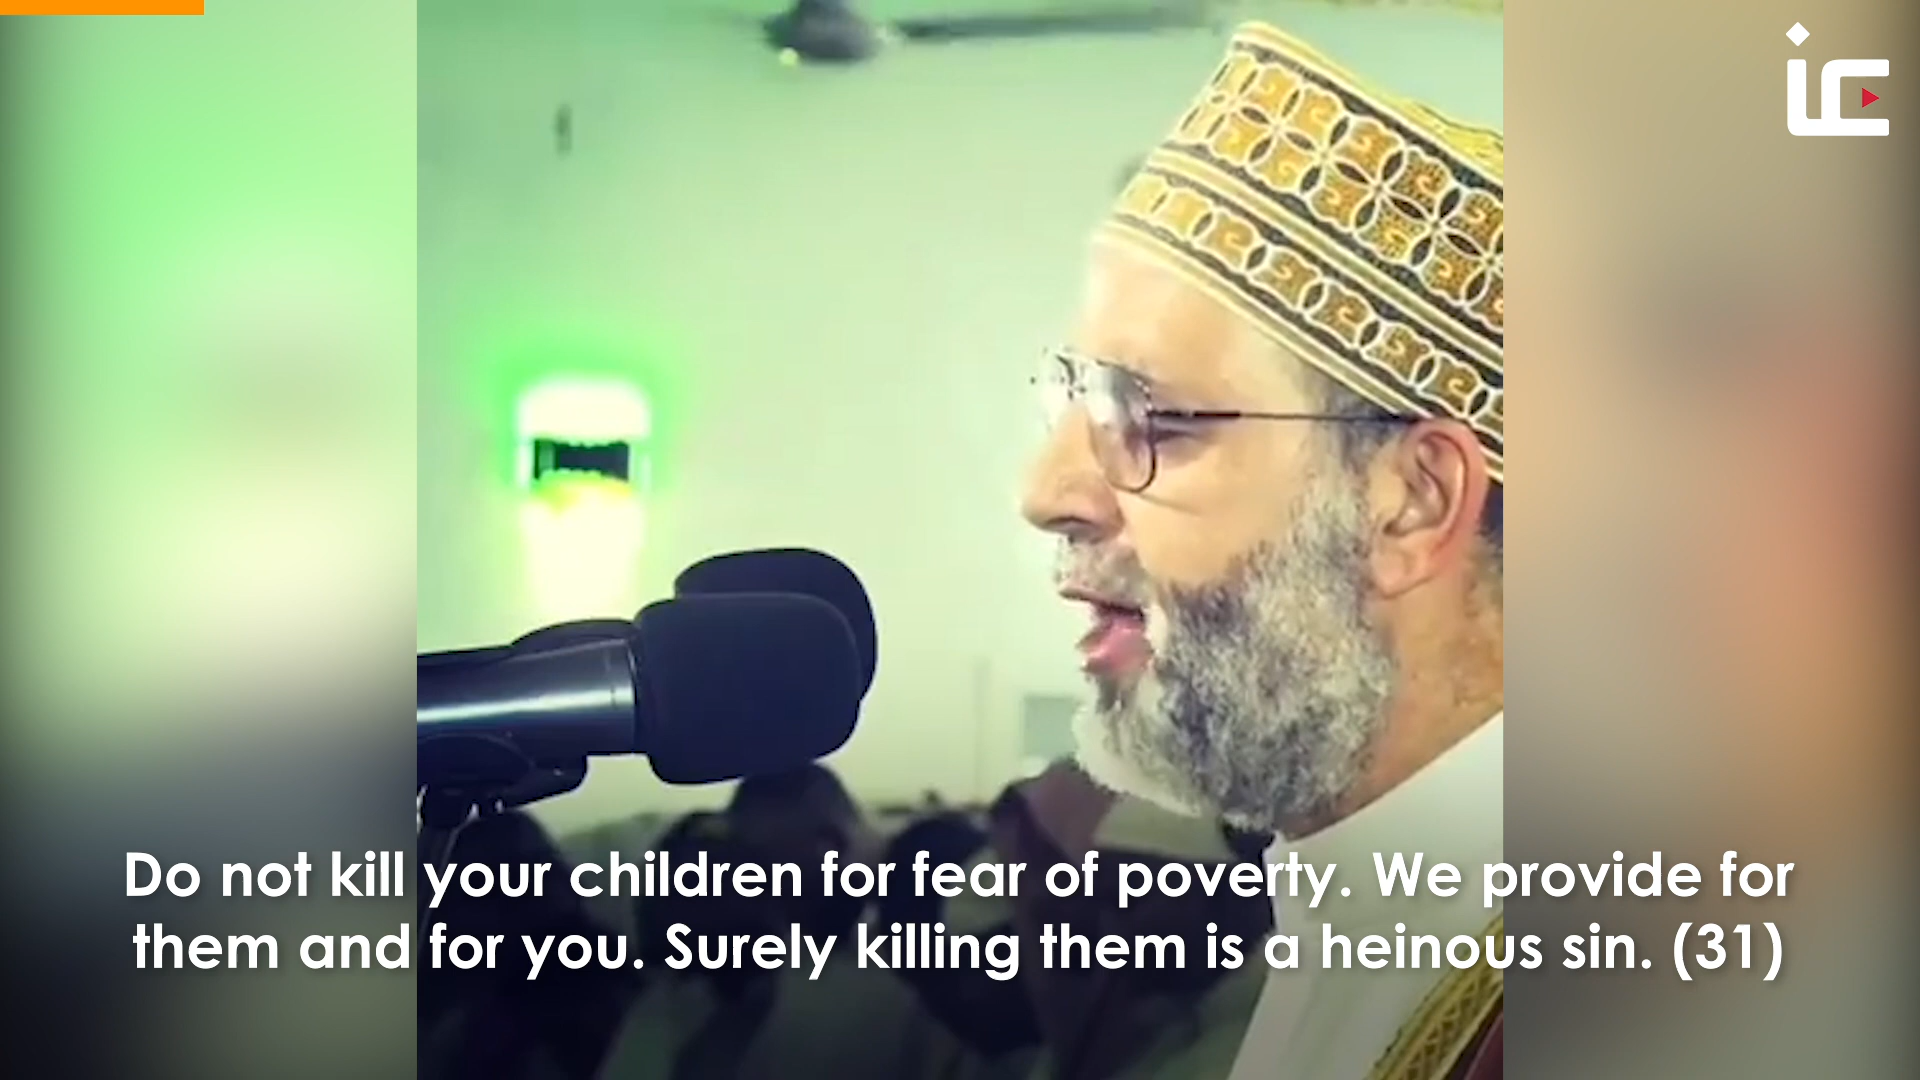 Do not kill your children for fear of poverty. We provide for
them and for you. Surely killing them is a heinous sin. (31)